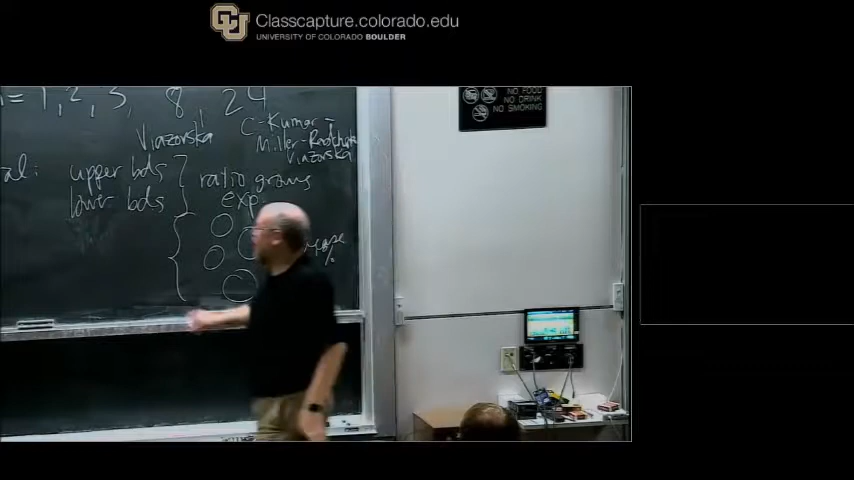 Classcapture.colorado.edu
UNIVERSITY OF COLORADO BOULDER
NO FOOD
NO DRINK
NO SMOKING
n = 1, 2, 3, 8, 24
Viazovska
C-Kumar-
Miller-Radchenko
Viazovska
al:
upper bds
lower bds
ratio grows
exp.